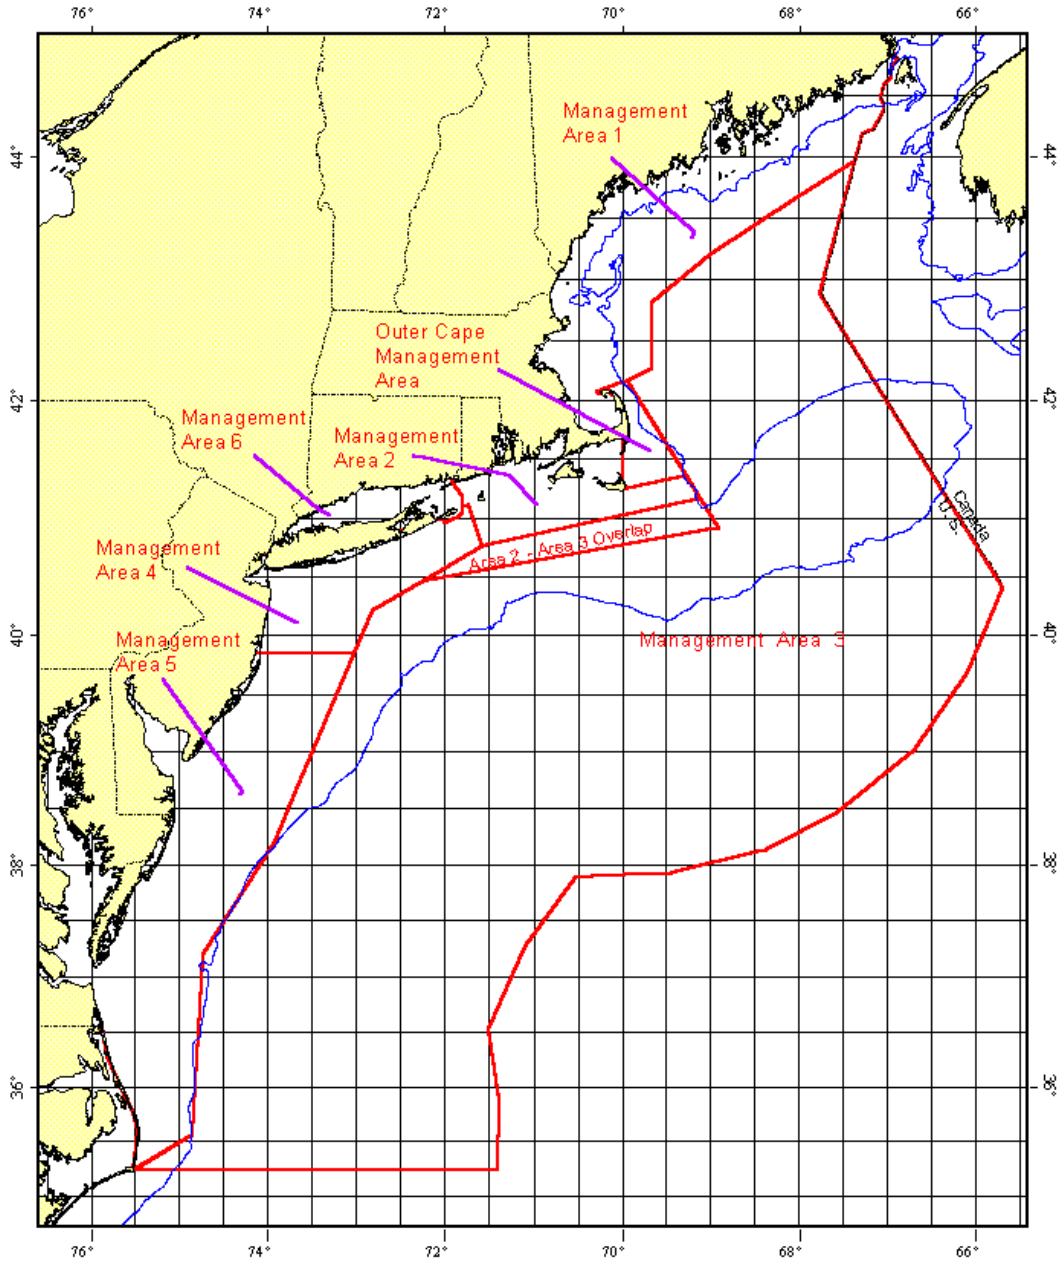 76° 74° 72° 70° 68° 66°
Management
Area 1
44° 44°
Outer Cape
Management
Area
42° 42°
Management
Area 6
Management
Area 2
Canada
U.S.
Area 2 - Area 3 Overlap
Management
Area 4
40° 40°
Management Area 3
Management
Area 5
38° 38°
36° 36°
76° 74° 72° 70° 68° 66°